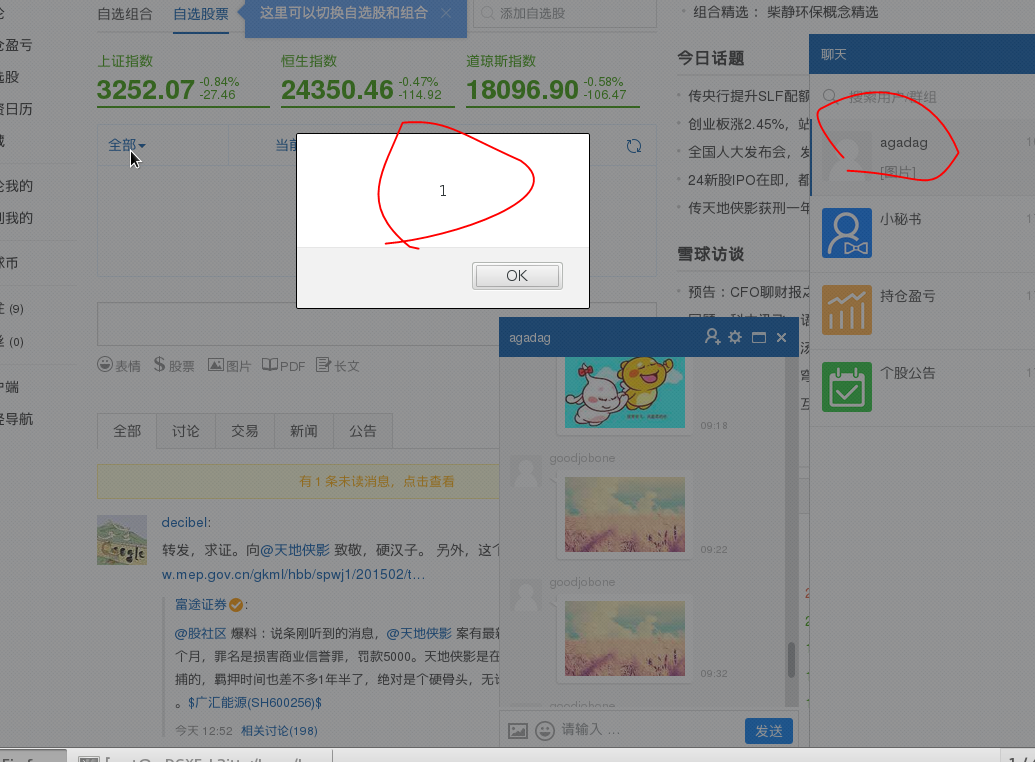 自选组合 自选股票 这里可以切换自选股和组合 添加自选股
上证指数
3252.07 -0.84% -27.46
恒生指数
24350.46 -0.47% -114.92
道琼斯指数
18096.90 -0.58% -106.47
全部 当前
1
OK
表情 股票 图片 PDF 长文
全部 讨论 交易 新闻 公告
有 1 条未读消息，点击查看
decibel:
转发，求证。向@天地侠影 致敬，硬汉子。 另外，这个
w.mep.gov.cn/gkml/hbb/spwj1/201502/t...
富途证券:
@股社区 爆料：说条刚听到的消息，@天地侠影 案有最新
个月，罪名是损害商业信誉罪，罚款5000。天地侠影是在
捕的，羁押时间也差不多1年半了，绝对是个硬骨头，无论
。$广汇能源(SH600256)$
今天 12:52 相关讨论(198)
仓盈亏
选股
资日历
论我的
到我的
球币
(9)
(0)
户端
径导航
组合精选： 柴静环保概念精选
今日话题
传央行提升SLF配额
创业板涨2.45%，站
全国人大发布会，发
24新股IPO在即，都
传天地侠影获刑一年
雪球访谈
预告：CFO聊财报之
聊天
搜索用户/群组
agadag
[图片]
小秘书
持仓盈亏
个股公告
agadag
09:18
goodjobone
09:22
goodjobone
09:32
goodjobone
请输入 ...
发送